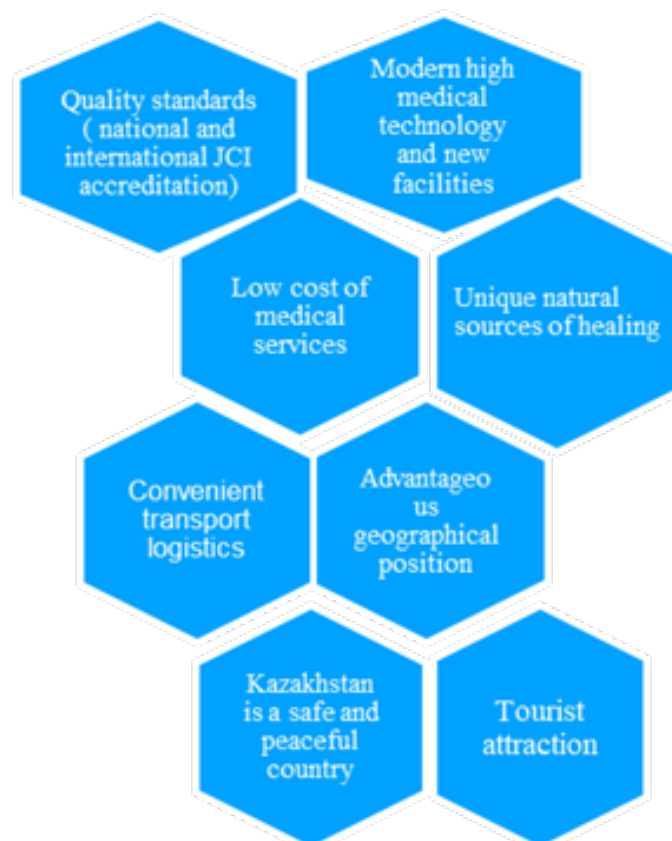 Quality standards
( national and
international JCI
accreditation)
Modern high
medical
technology
and new
facilities
Low cost of
medical
services
Unique natural
sources of healing
Convenient
transport
logistics
Advantageo
us
geographical
position
Kazakhstan
is a safe and
peaceful
country
Tourist
attraction